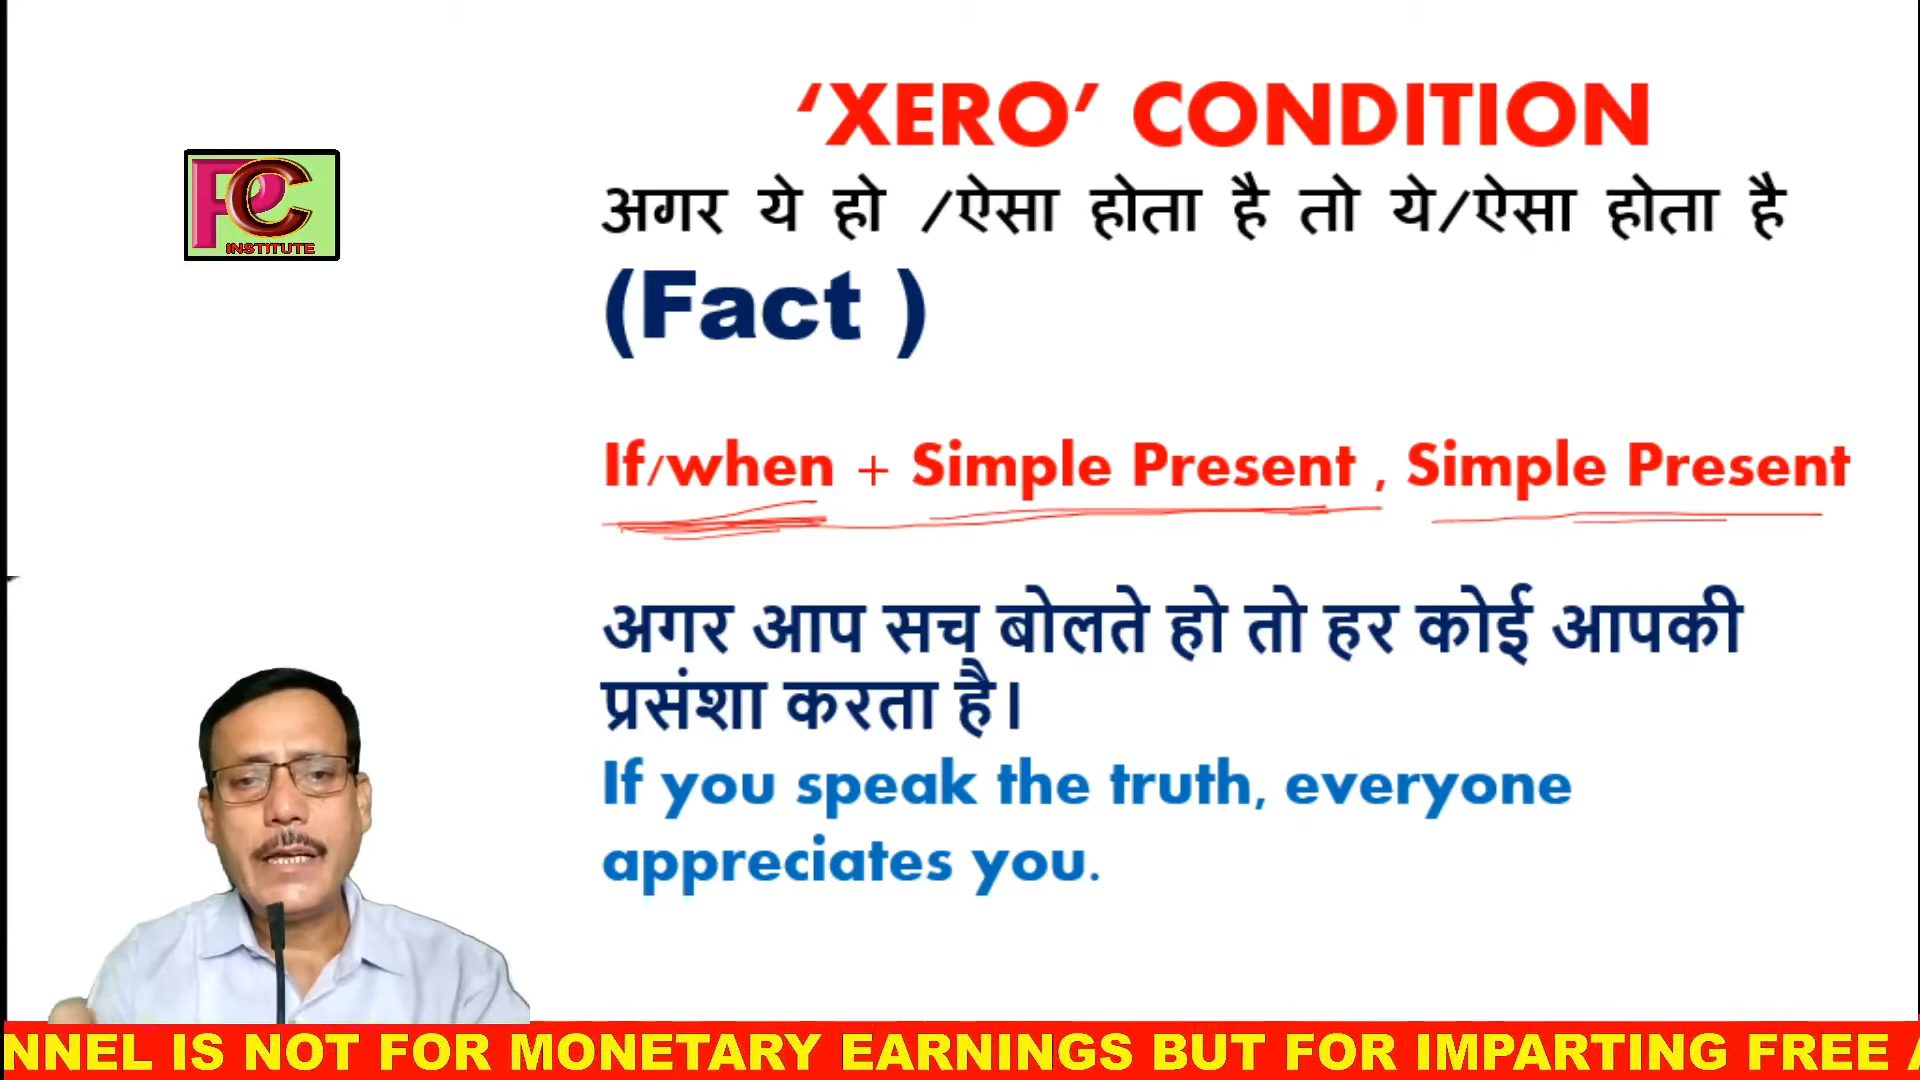 ‘XERO’ CONDITION
अगर ये हो /ऐसा होता है तो ये/ऐसा होता है
(Fact )
PC
INSTITUTE
If/when + Simple Present , Simple Present
अगर आप सच बोलते हो तो हर कोई आपकी
प्रसंशा करता है।
If you speak the truth, everyone
appreciates you.
NNEL IS NOT FOR MONETARY EARNINGS BUT FOR IMPARTING FREE A